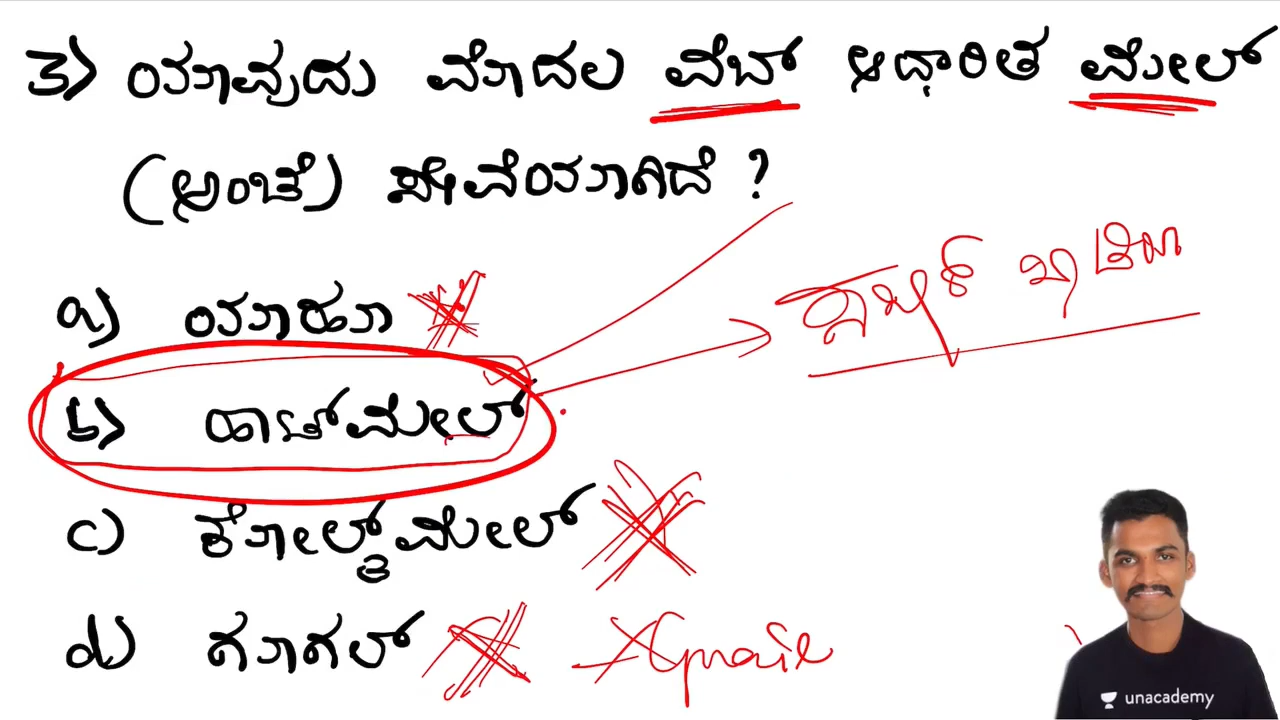 3) ಯಾವುದು ಮೊದಲ ವೆಬ್ ಆಧಾರಿತ ಮೇಲ್
(ಅಂಚೆ) ಸೇವೆಯಾಗಿದೆ ?
a) ಯಾಹೂ
b) ಹಾಟ್‌ಮೇಲ್
c) ಕೋಲ್ಡ್‌ಮೇಲ್
d) ಗೂಗಲ್
Gmail
unacademy